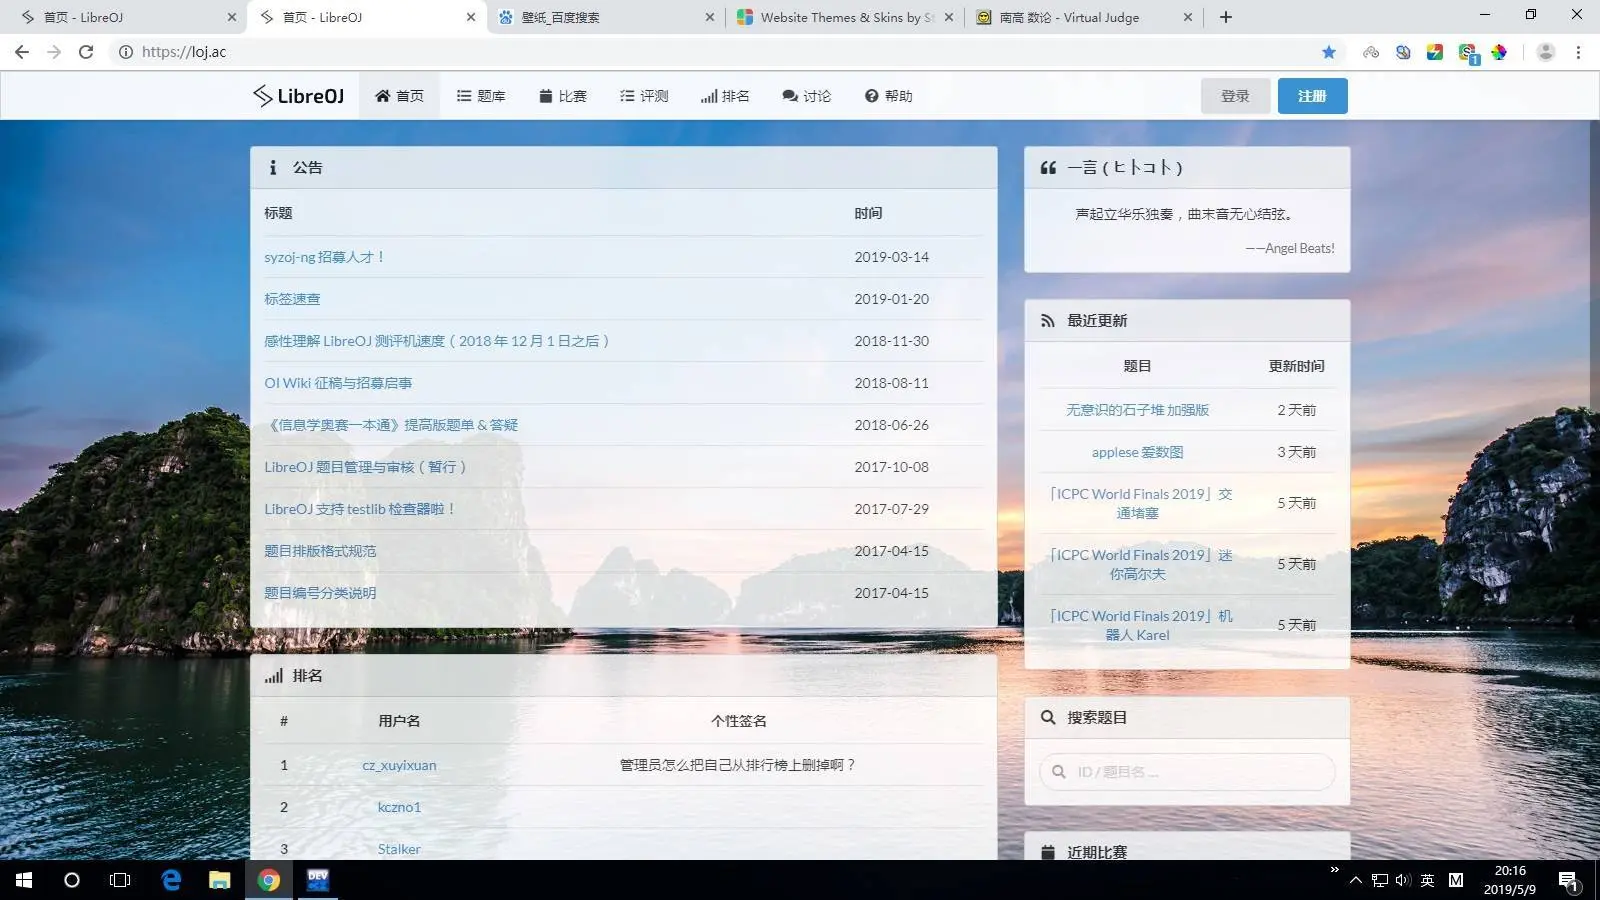 首页 - LibreOJ
首页 - LibreOJ
壁纸_百度搜索
Website Themes & Skins by St
南高 数论 - Virtual Judge
https://loj.ac
1
LibreOJ
首页
题库
比赛
评测
排名
讨论
帮助
登录
注册
公告
标题 时间
syzoj-ng 招募人才！ 2019-03-14
标签速查 2019-01-20
感性理解 LibreOJ 测评机速度（2018 年 12 月 1 日之后） 2018-11-30
OI Wiki 征稿与招募启事 2018-08-11
《信息学奥赛一本通》提高版题单 & 答疑 2018-06-26
LibreOJ 题目管理与审核（暂行） 2017-10-08
LibreOJ 支持 testlib 检查器啦！ 2017-07-29
题目排版格式规范 2017-04-15
题目编号分类说明 2017-04-15
排名
# 用户名 个性签名
1 cz_xuyixuan 管理员怎么把自己从排行榜上删掉啊？
2 kczno1
3 Stalker
一言（ヒトコト）
声起立华乐独奏，曲末音无心结弦。
——Angel Beats!
最近更新
题目 更新时间
无意识的石子堆 加强版 2 天前
applese 爱数图 3 天前
「ICPC World Finals 2019」交
通堵塞 5 天前
「ICPC World Finals 2019」迷
你高尔夫 5 天前
「ICPC World Finals 2019」机
器人 Karel 5 天前
搜索题目
ID / 题目名 ...
近期比赛
DEV
英
M
20:16
2019/5/9
1